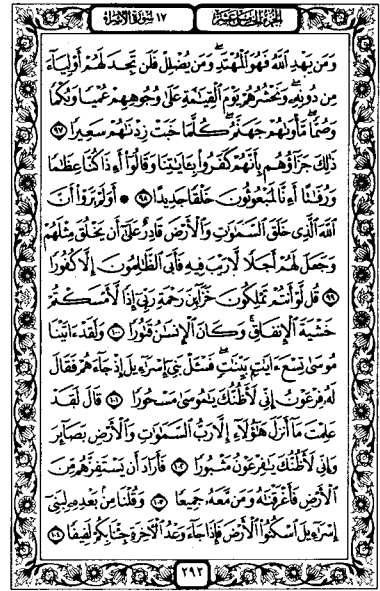 الجزء الخامس عشر
١٧ سورة الإسراء
وَمَن يَهْدِ ٱللَّهُ فَهُوَ ٱلْمُهْتَدِ ۖ وَمَن يُضْلِلْ فَلَن تَجِدَ لَهُمْ أَوْلِيَآءَ
مِن دُونِهِۦ ۖ وَنَحْشُرُهُمْ يَوْمَ ٱلْقِيَٰمَةِ عَلَىٰ وُجُوهِهِمْ عُمْيًا وَبُكْمًا
وَصُمًّا ۖ مَّأْوَىٰهُمْ جَهَنَّمُ ۖ كُلَّمَا خَبَتْ زِدْنَٰهُمْ سَعِيرًا ٩٧
ذَٰلِكَ جَزَآؤُهُم بِأَنَّهُمْ كَفَرُوا۟ بِـَٔايَٰتِنَا وَقَالُوٓا۟ أَءِذَا كُنَّا عِظَٰمًا
وَرُفَٰتًا أَءِنَّا لَمَبْعُوثُونَ خَلْقًا جَدِيدًا ٩٨ * أَوَلَمْ يَرَوْا۟ أَنَّ
ٱللَّهَ ٱلَّذِى خَلَقَ ٱلسَّمَٰوَٰتِ وَٱلْأَرْضَ قَادِرٌ عَلَىٰٓ أَن يَخْلُقَ مِثْلَهُمْ
وَجَعَلَ لَهُمْ أَجَلًا لَّا رَيْبَ فِيهِ فَأَبَى ٱلظَّٰلِمُونَ إِلَّا كُفُورًا
٩٩ قُل لَّوْ أَنتُمْ تَمْلِكُونَ خَزَآئِنَ رَحْمَةِ رَبِّىٓ إِذًا لَّأَمْسَكْتُمْ
خَشْيَةَ ٱلْإِنفَاقِ ۚ وَكَانَ ٱلْإِنسَٰنُ قَتُورًا ١٠٠ وَلَقَدْ ءَاتَيْنَا
مُوسَىٰ تِسْعَ ءَايَٰتٍۭ بَيِّنَٰتٍ ۖ فَسْـَٔلْ بَنِىٓ إِسْرَٰٓءِيلَ إِذْ جَآءَهُمْ فَقَالَ
لَهُۥ فِرْعَوْنُ إِنِّى لَأَظُنُّكَ يَٰمُوسَىٰ مَسْحُورًا ١٠١ قَالَ لَقَدْ
عَلِمْتَ مَآ أَنزَلَ هَٰٓؤُلَآءِ إِلَّا رَبُّ ٱلسَّمَٰوَٰتِ وَٱلْأَرْضِ بَصَآئِرَ
وَإِنِّى لَأَظُنُّكَ يَٰفِرْعَوْنُ مَثْبُورًا ١٠٢ فَأَرَادَ أَن يَسْتَفِزَّهُم مِّنَ
ٱلْأَرْضِ فَأَغْرَقْنَٰهُ وَمَن مَّعَهُۥ جَمِيعًا ١٠٣ وَقُلْنَا مِنۢ بَعْدِهِۦ لِبَنِىٓ
إِسْرَٰٓءِيلَ ٱسْكُنُوا۟ ٱلْأَرْضَ فَإِذَا جَآءَ وَعْدُ ٱلْءَاخِرَةِ جِئْنَا بِكُمْ لَفِيفًا ١٠٤
٢٩٢